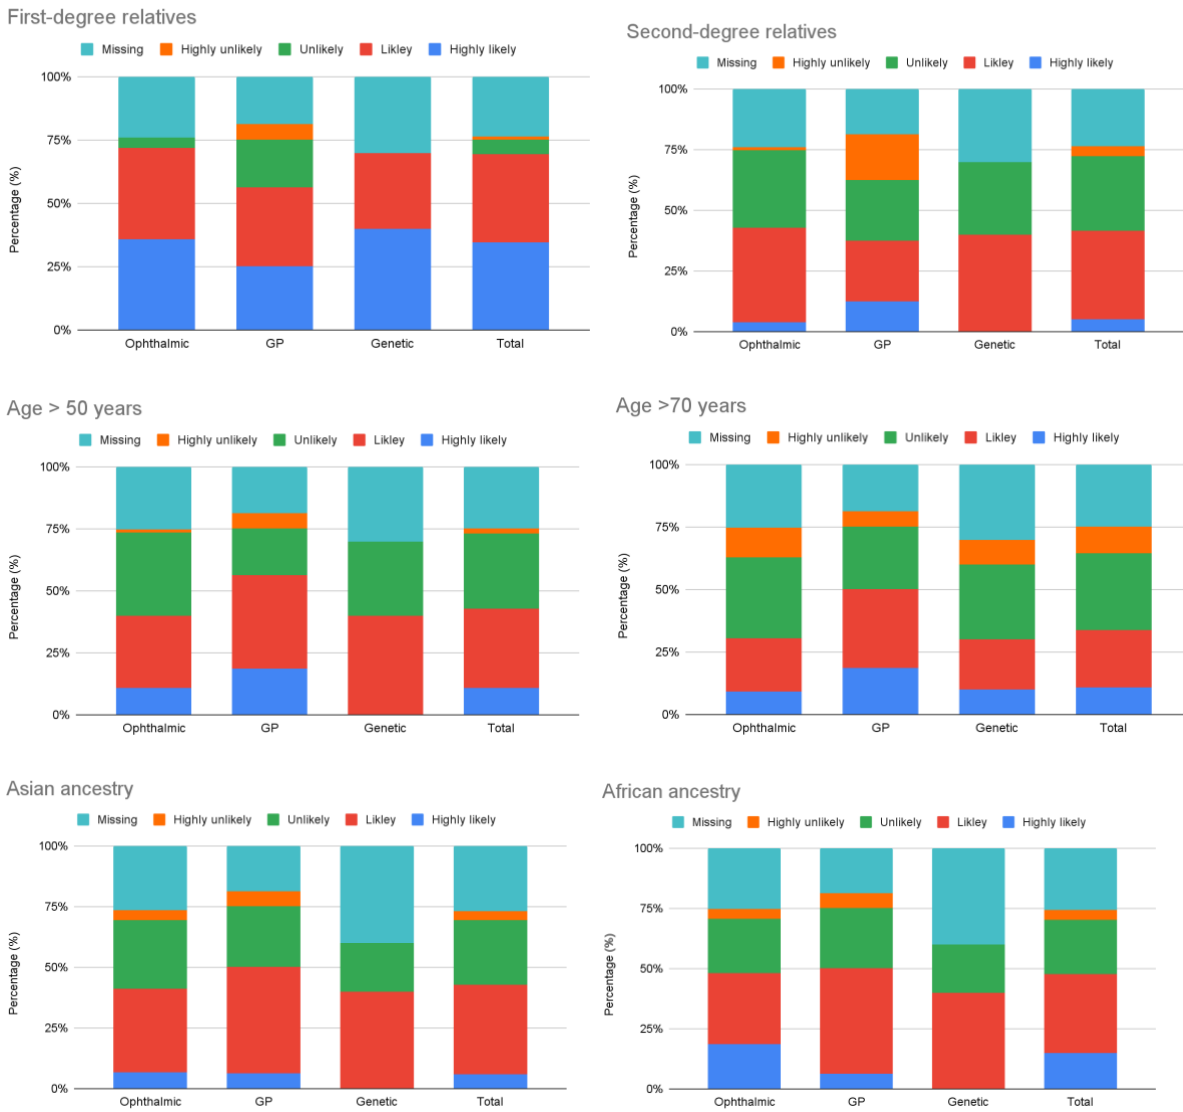 First-degree relatives
Missing Highly unlikely Unlikely Likley Highly likely
Percentage (%)
100%
75%
50%
25%
0%
Ophthalmic GP Genetic Total
Second-degree relatives
Missing Highly unlikely Unlikely Likley Highly likely
Percentage (%)
100%
75%
50%
25%
0%
Ophthalmic GP Genetic Total
Age > 50 years
Missing Highly unlikely Unlikely Likley Highly likely
Percentage (%)
100%
75%
50%
25%
0%
Ophthalmic GP Genetic Total
Age >70 years
Missing Highly unlikely Unlikely Likley Highly likely
Percentage (%)
100%
75%
50%
25%
0%
Ophthalmic GP Genetic Total
Asian ancestry
Missing Highly unlikely Unlikely Likley Highly likely
Percentage (%)
100%
75%
50%
25%
0%
Ophthalmic GP Genetic Total
African ancestry
Missing Highly unlikely Unlikely Likley Highly likely
Percentage (%)
100%
75%
50%
25%
0%
Ophthalmic GP Genetic Total